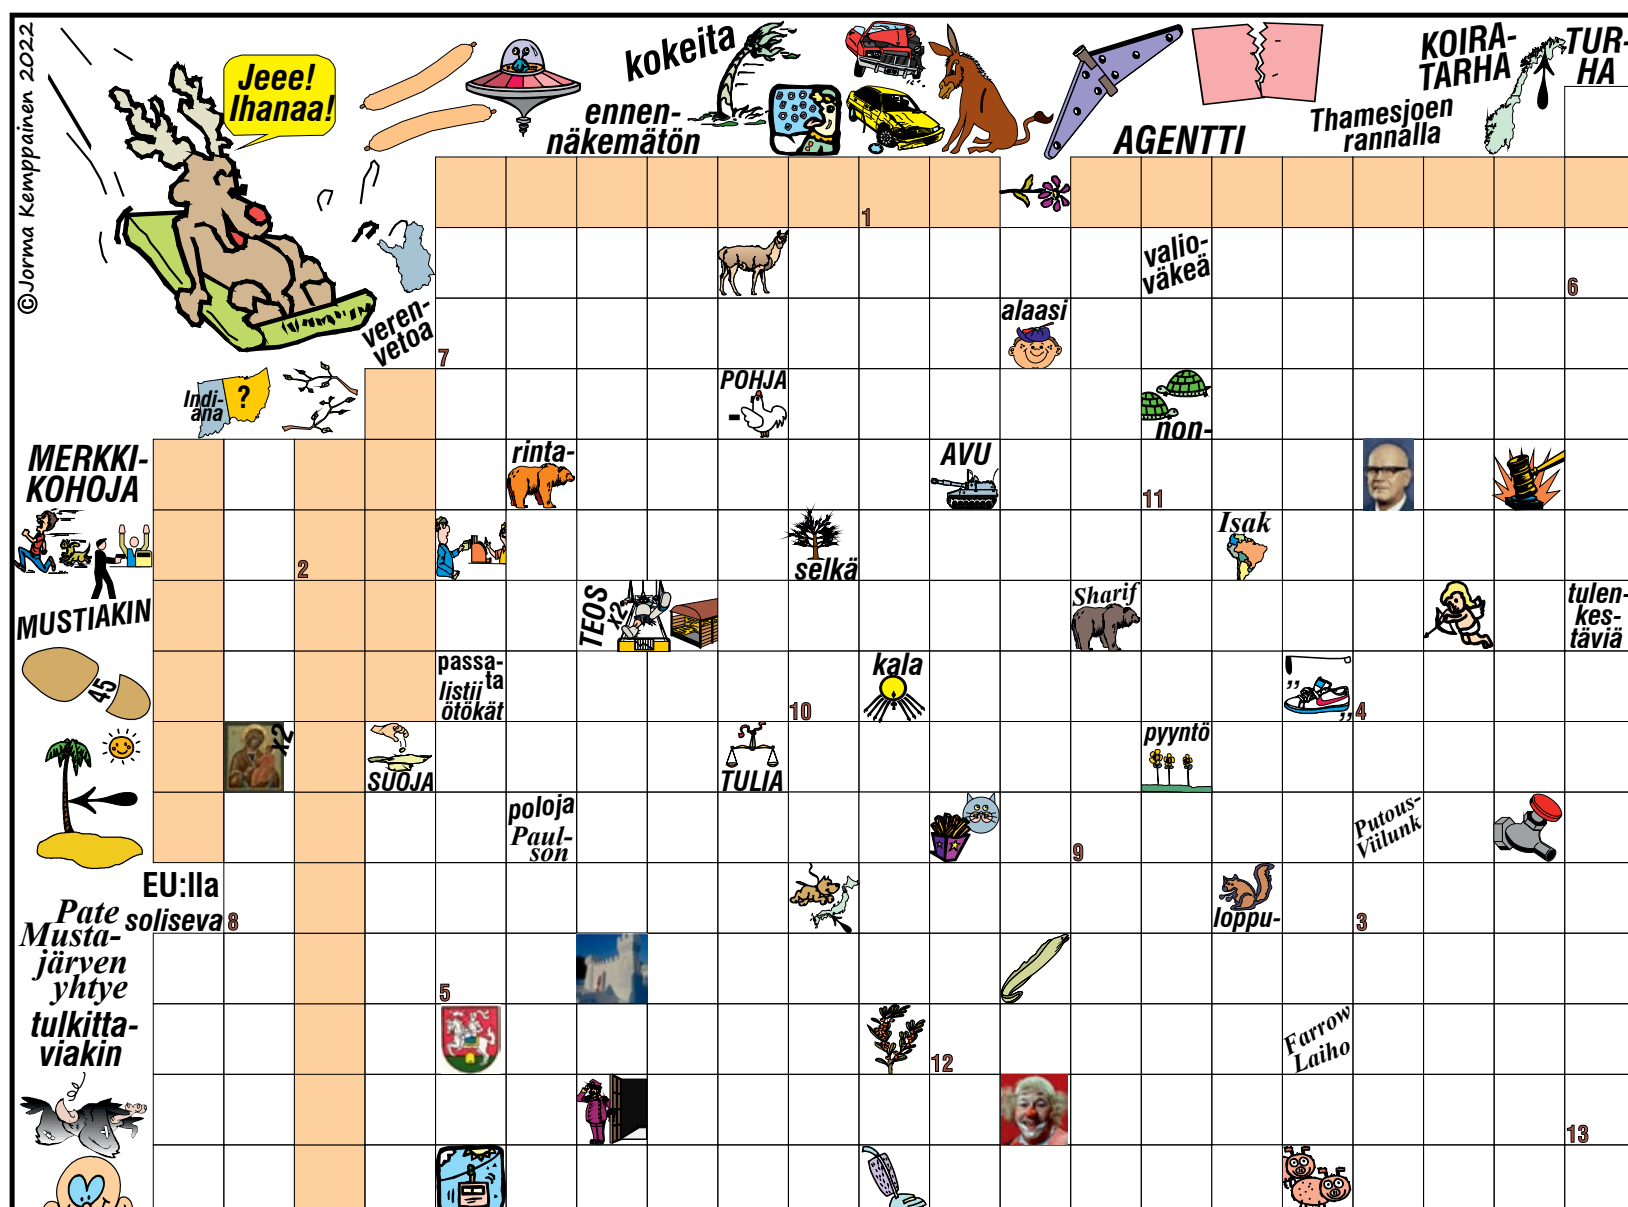 ©Jorma Kemppainen 2022
Jeee!
Ihanaa!
kokeita
ennen-
näkemätön
AGENTTI
KOIRA-
TARHA
Thamesjoen
rannalla
TUR-
HA
1
valio-
väkeä
6
veren-
vetoa
7
alaasi
Indi-
ana
?
POHJA
-
non-
MERKKI-
KOHOJA
rinta-
AVU
11
2
selkä
Isak
MUSTIAKIN
TEOS
x2
Sharif
tulen-
kes-
täviä
45
passa-
ta
listii
ötökät
10
kala
"
"
4
x2
SUOJA
TULIA
pyyntö
poloja
Paul-
son
9
Putous-
Viilunk
EU:lla
soliseva
8
loppu-
3
Pate
Musta-
järven
yhtye
5
tulkitta-
viakin
12
Farrow
Laiho
13